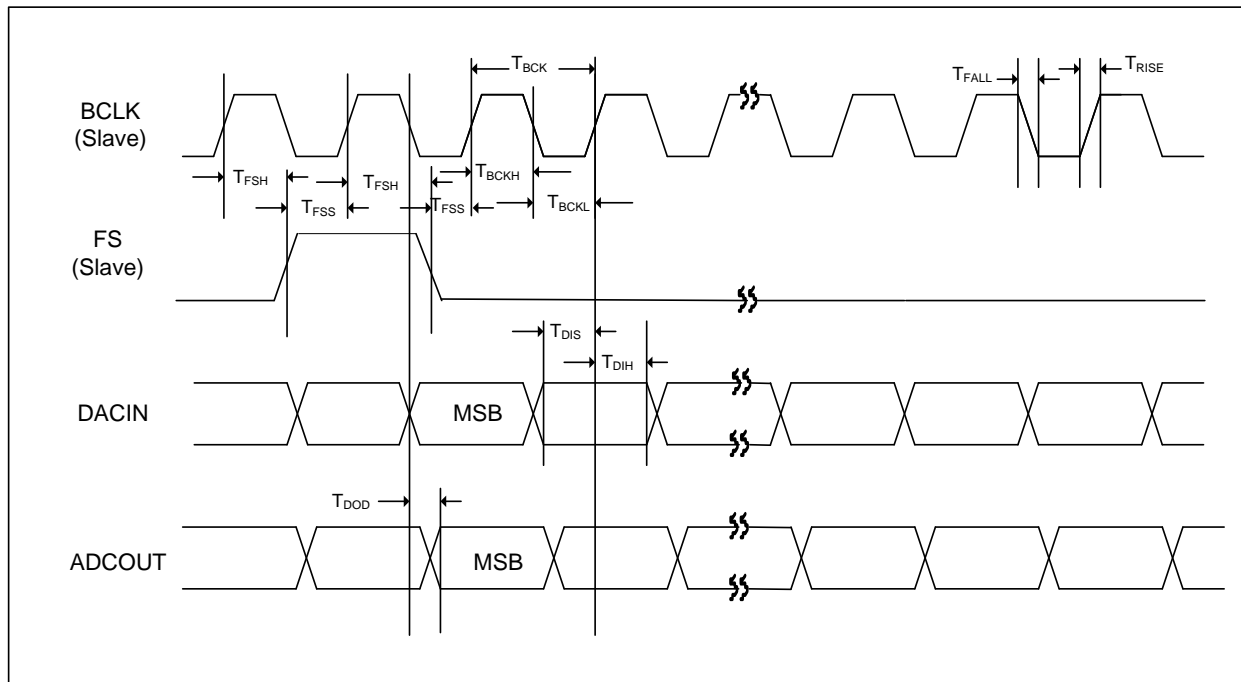 TBCK
TFALL
TRISE
BCLK
(Slave)
TFSH
TFSH
TBCKH
TFSS
TFSS
TBCKL
FS
(Slave)
TDIS
TDIH
DACIN
MSB
TDOD
ADCOUT
MSB